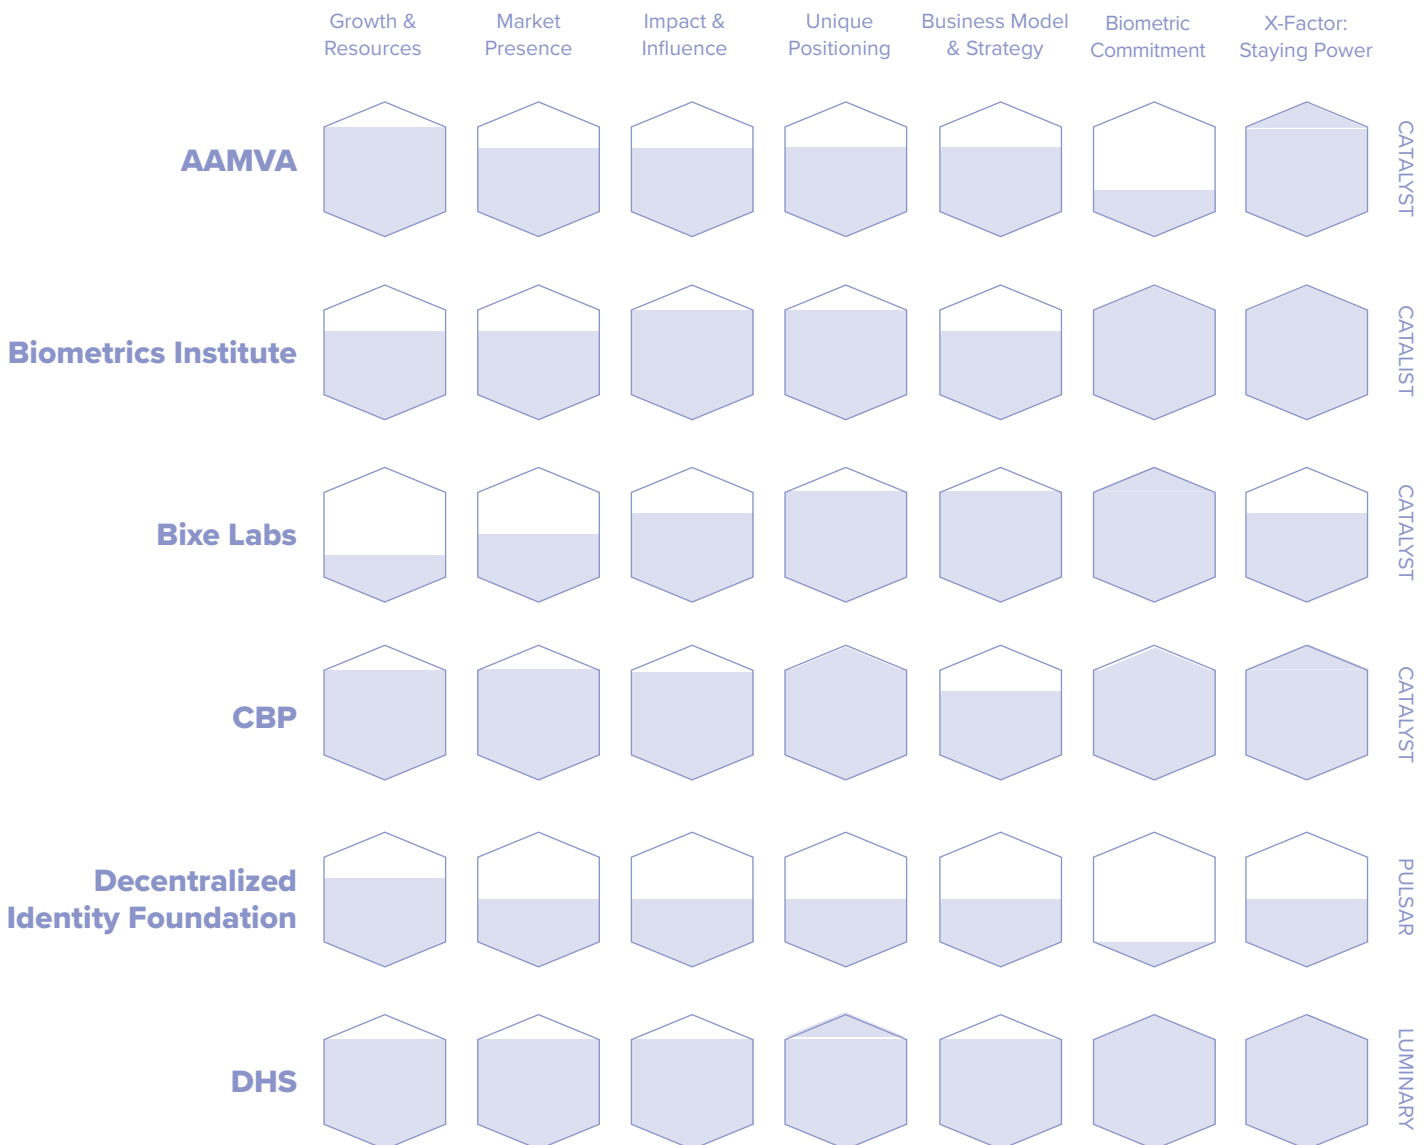 Growth &
Resources
Market
Presence
Impact &
Influence
Unique
Positioning
Business Model
& Strategy
Biometric
Commitment
X-Factor:
Staying Power
AAMVA
CATALYST
Biometrics Institute
CATALIST
Bixe Labs
CATALYST
CBP
CATALYST
Decentralized
Identity Foundation
PULSAR
DHS
LUMINARY